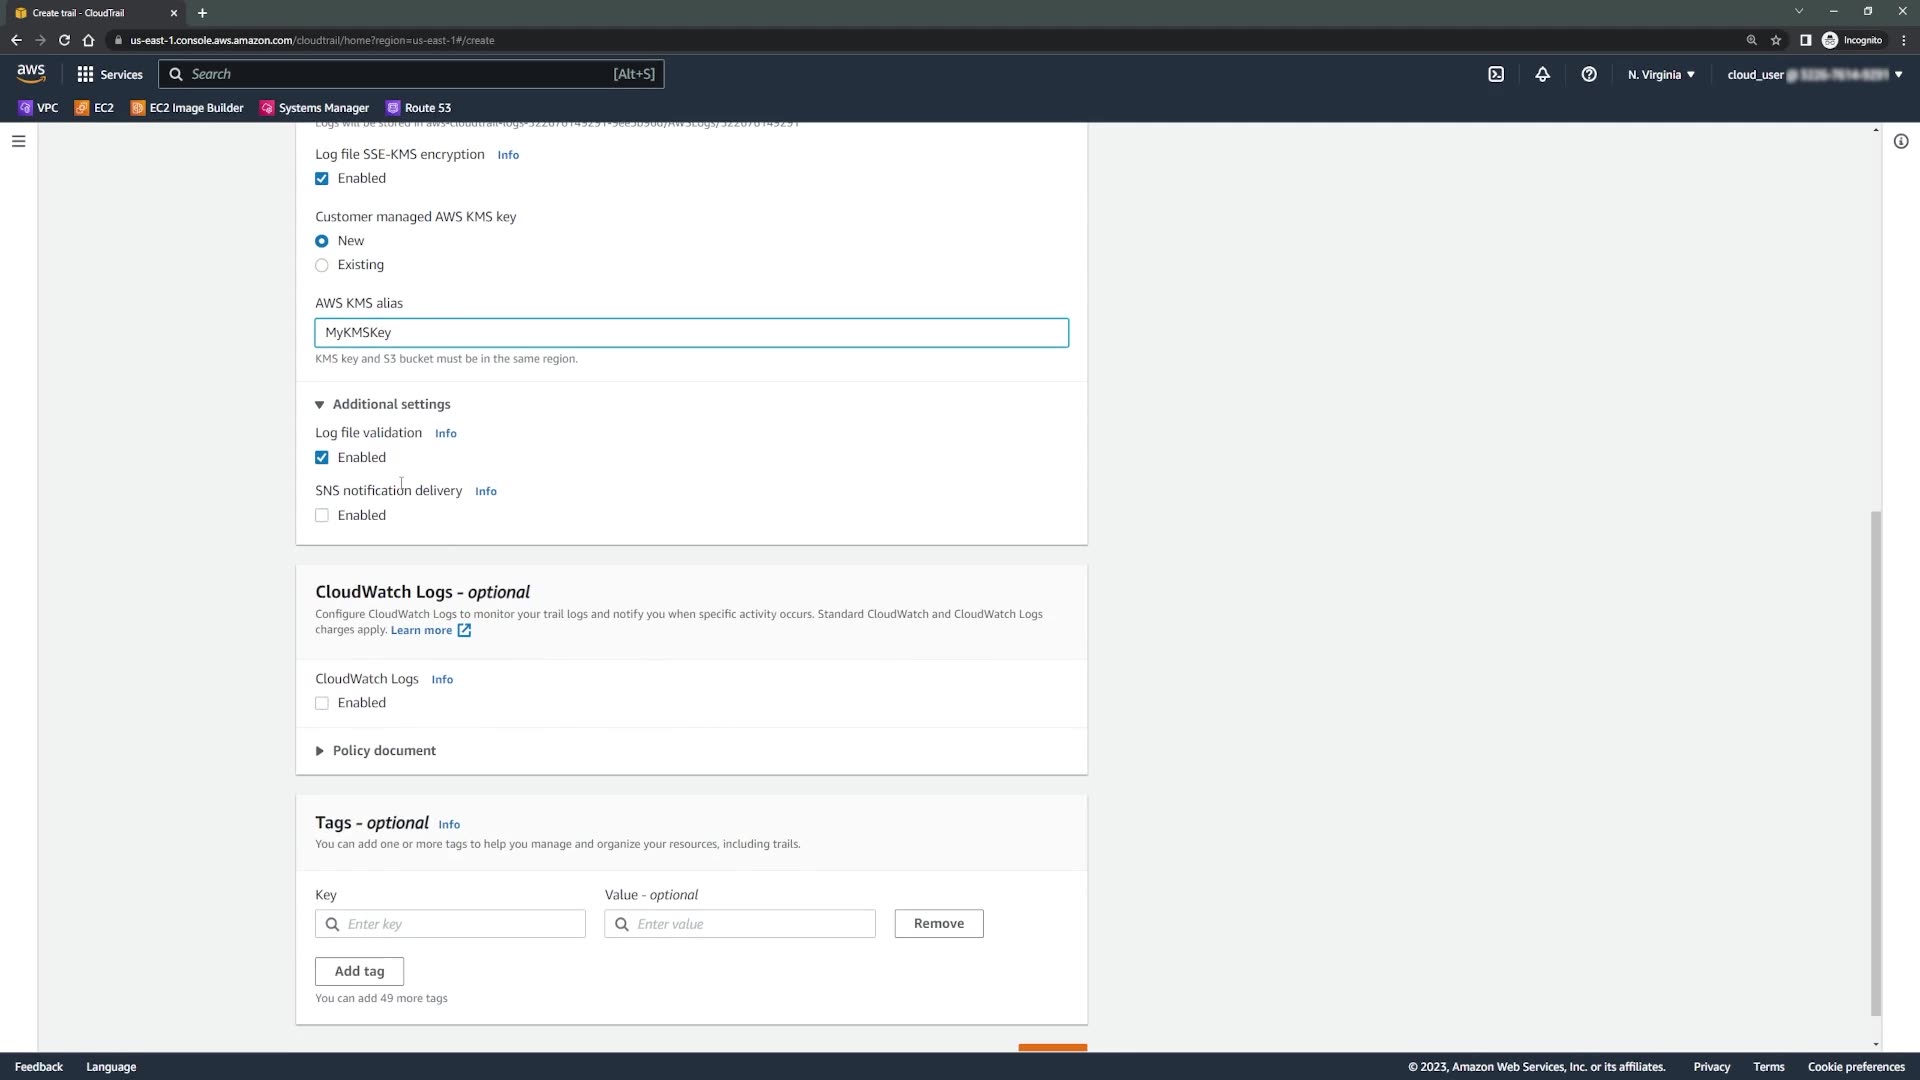 Create trail - CloudTrail
us-east-1.console.aws.amazon.com/cloudtrail/home?region=us-east-1#/create
Incognito
aws
Services
Search
[Alt+S]
N. Virginia
cloud_user @
VPC
EC2
EC2 Image Builder
Systems Manager
Route 53
Logs will be stored in
Log file SSE-KMS encryption Info
Enabled
Customer managed AWS KMS key
New
Existing
AWS KMS alias
MyKMSKey
KMS key and S3 bucket must be in the same region.
Additional settings
Log file validation Info
Enabled
SNS notification delivery Info
Enabled
CloudWatch Logs - optional
Configure CloudWatch Logs to monitor your trail logs and notify you when specific activity occurs. Standard CloudWatch and CloudWatch Logs
charges apply. Learn more
CloudWatch Logs Info
Enabled
Policy document
Tags - optional Info
You can add one or more tags to help you manage and organize your resources, including trails.
Key
Value - optional
Enter key
Enter value
Remove
Add tag
You can add 49 more tags
Feedback
Language
© 2023, Amazon Web Services, Inc. or its affiliates.
Privacy
Terms
Cookie preferences